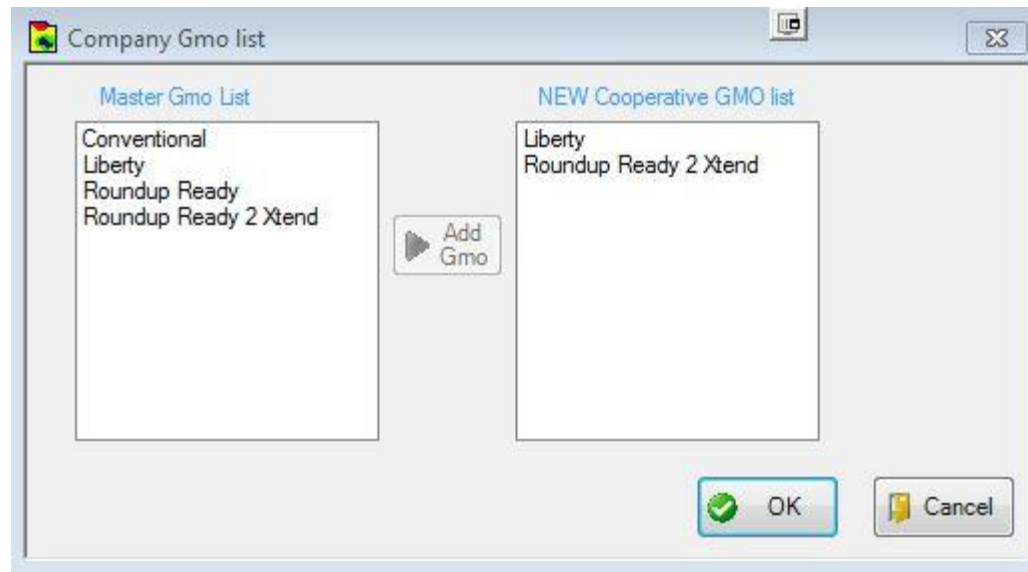 Company Gmo list
Master Gmo List
Conventional
Liberty
Roundup Ready
Roundup Ready 2 Xtend
Add
Gmo
NEW Cooperative GMO list
Liberty
Roundup Ready 2 Xtend
OK
Cancel